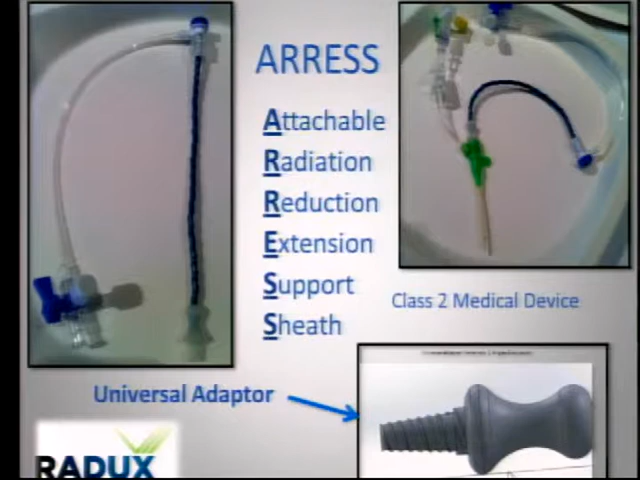 ARRESS
Attachable
Radiation
Reduction
Extension
Support
Sheath
Class 2 Medical Device
Universal Adaptor
RADUX